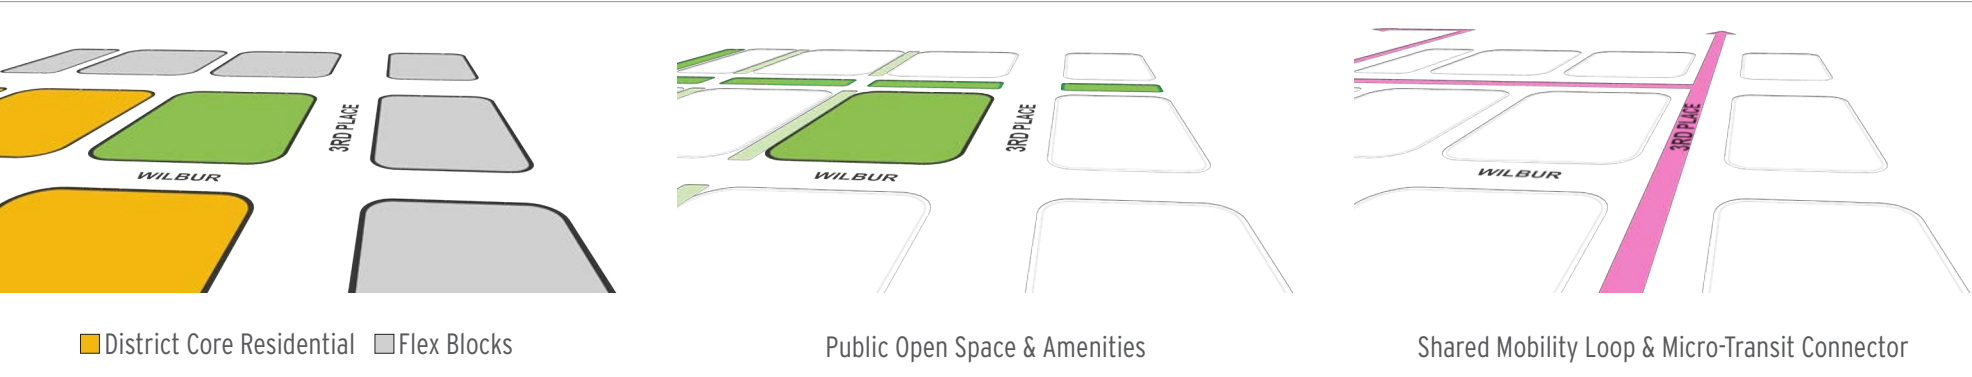 3RD PLACE
WILBUR
District Core Residential
Flex Blocks
3RD PLACE
WILBUR
Public Open Space & Amenities
3RD PLACE
WILBUR
Shared Mobility Loop & Micro-Transit Connector